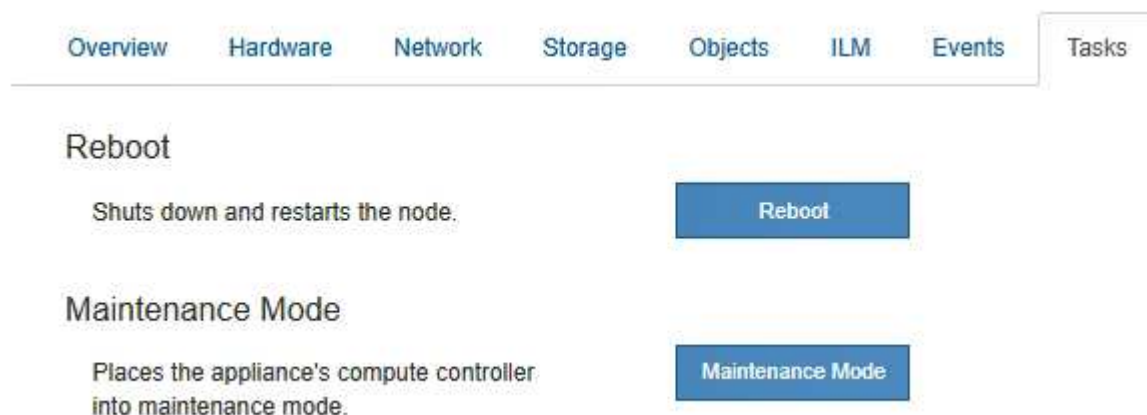 Overview Hardware Network Storage Objects ILM Events Tasks
Reboot
Shuts down and restarts the node. Reboot
Maintenance Mode
Places the appliance's compute controller Maintenance Mode
into maintenance mode.